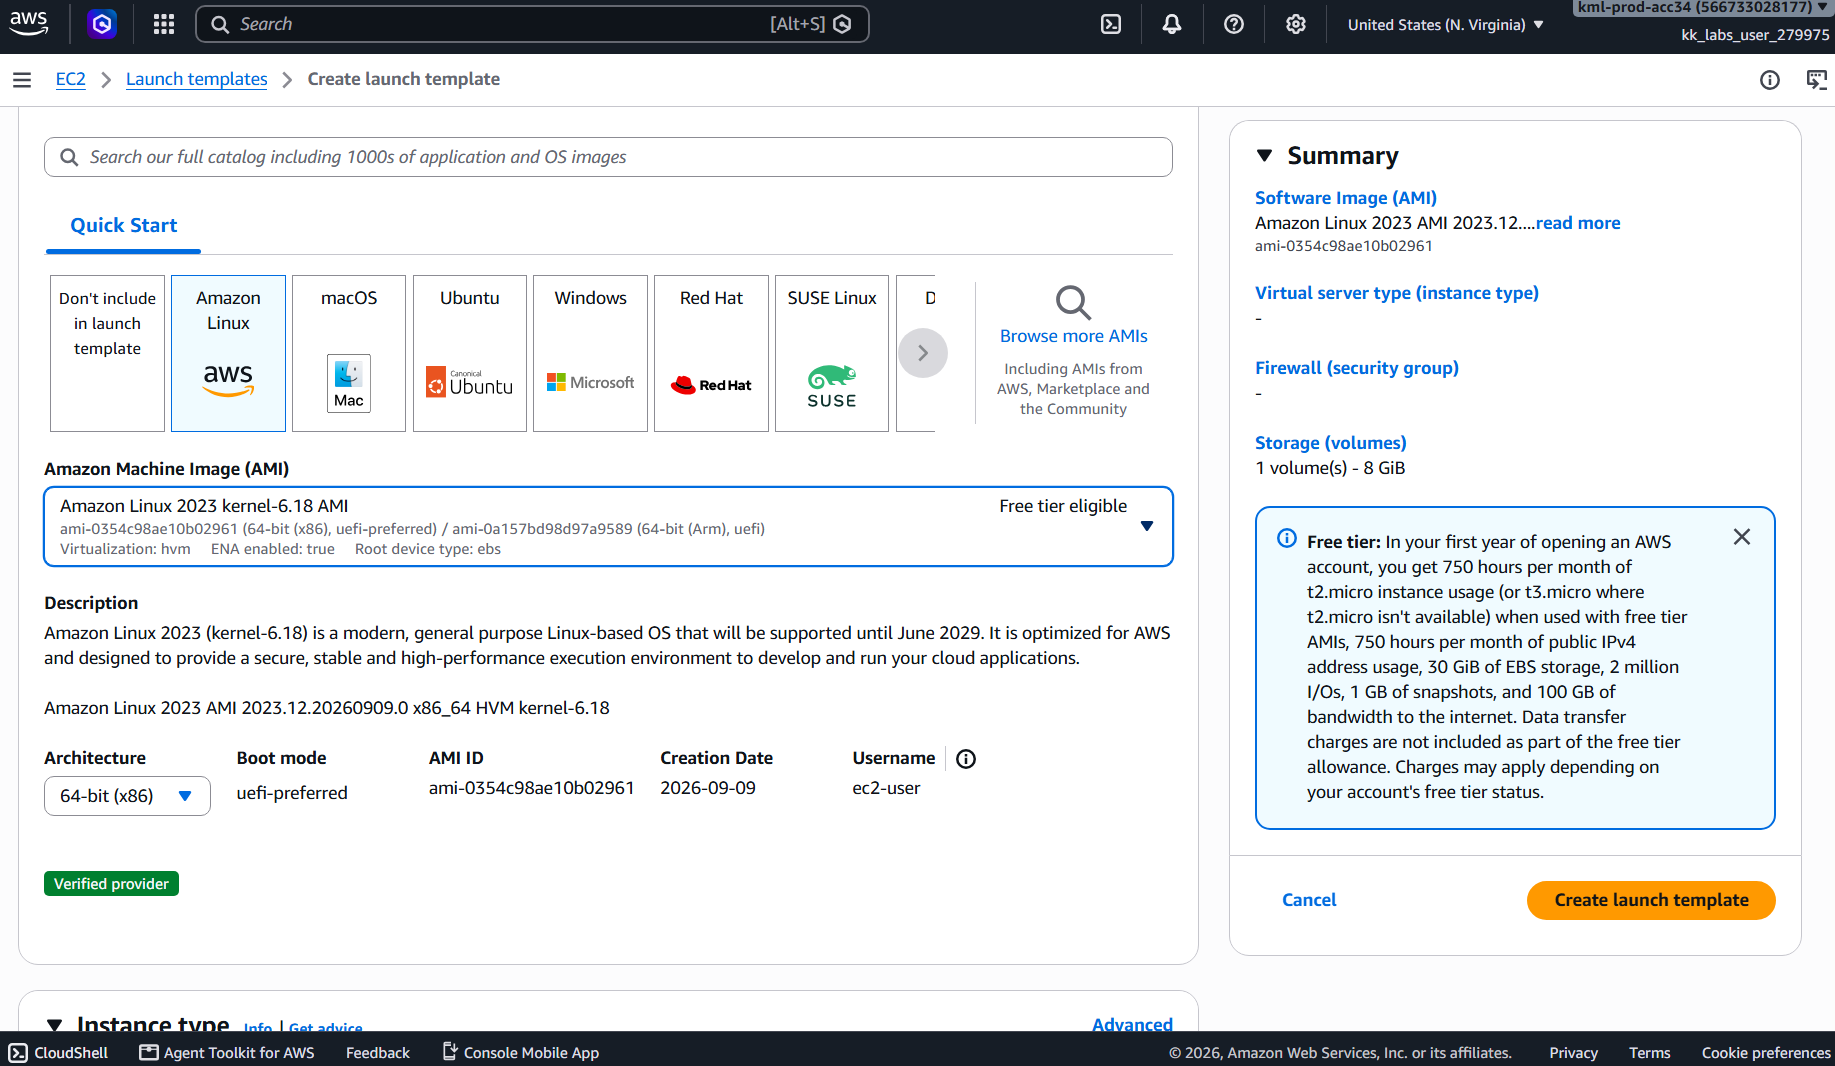 aws
Search
[Alt+S]
United States (N. Virginia)
kml-prod-acc34 (566733028177)
kk_labs_user_279975
EC2
Launch templates
Create launch template
Search our full catalog including 1000s of application and OS images
Quick Start
Don't include
in launch
template
Amazon
Linux
aws
macOS
Mac
Ubuntu
Canonical
Ubuntu
Windows
Microsoft
Red Hat
Red Hat
SUSE Linux
SUSE
D
Browse more AMIs
Including AMIs from
AWS, Marketplace and
the Community
Amazon Machine Image (AMI)
Amazon Linux 2023 kernel-6.18 AMI
Free tier eligible
ami-0354c98ae10b02961 (64-bit (x86), uefi-preferred) / ami-0a157bd98d97a9589 (64-bit (Arm), uefi)
Virtualization: hvm ENA enabled: true Root device type: ebs
Description
Amazon Linux 2023 (kernel-6.18) is a modern, general purpose Linux-based OS that will be supported until June 2029. It is optimized for AWS
and designed to provide a secure, stable and high-performance execution environment to develop and run your cloud applications.
Amazon Linux 2023 AMI 2023.12.20260909.0 x86_64 HVM kernel-6.18
Architecture
64-bit (x86)
Boot mode
uefi-preferred
AMI ID
ami-0354c98ae10b02961
Creation Date
2026-09-09
Username
ec2-user
Verified provider
Instance type
Info | Get advice
Advanced
Summary
Software Image (AMI)
Amazon Linux 2023 AMI 2023.12....read more
ami-0354c98ae10b02961
Virtual server type (instance type)
-
Firewall (security group)
-
Storage (volumes)
1 volume(s) - 8 GiB
Free tier: In your first year of opening an AWS
account, you get 750 hours per month of
t2.micro instance usage (or t3.micro where
t2.micro isn't available) when used with free tier
AMIs, 750 hours per month of public IPv4
address usage, 30 GiB of EBS storage, 2 million
I/Os, 1 GB of snapshots, and 100 GB of
bandwidth to the internet. Data transfer
charges are not included as part of the free tier
allowance. Charges may apply depending on
your account's free tier status.
Cancel
Create launch template
CloudShell
Agent Toolkit for AWS
Feedback
Console Mobile App
© 2026, Amazon Web Services, Inc. or its affiliates.
Privacy
Terms
Cookie preferences